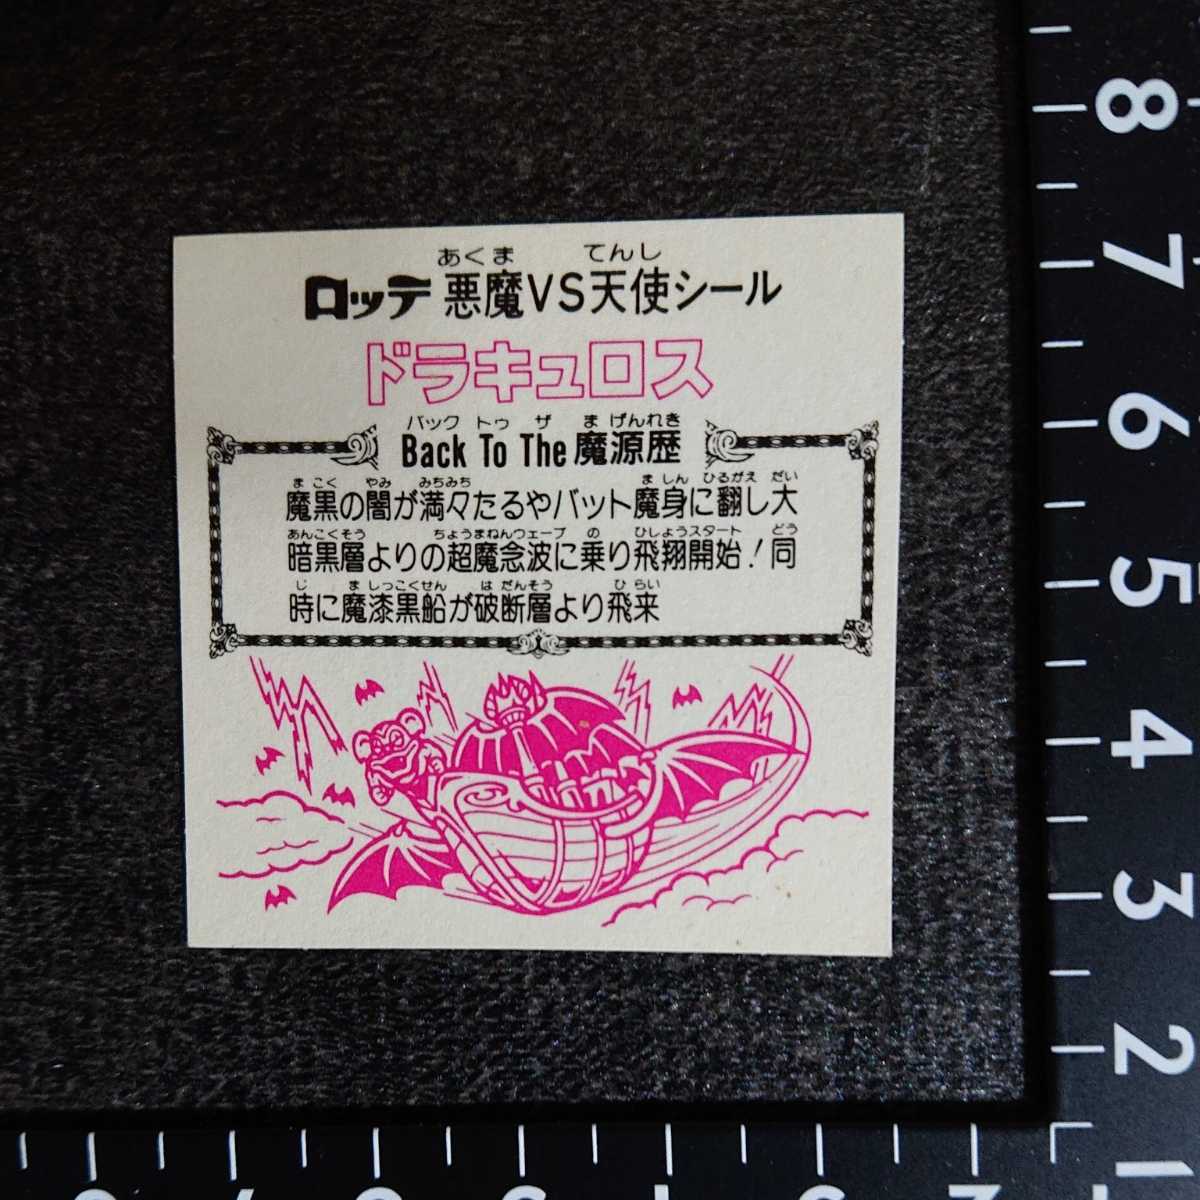 あくま てんし
ロッテ 悪魔VS天使シール
ドラキュロス
バック トゥ ザ ま げんれき
Back To The 魔源歴
ま こく やみ みちみち ま しん ひるがえ だい
魔黒の闇が満々たるやバット魔身に翻し大
あんこくそう ちょうまねんウェーブ の ひしょうスタート どう
暗黒層よりの超魔念波に乗り飛翔開始！同
じ ま しっこくせん は だんそう ひ らい
時に魔漆黒船が破断層より飛来
8
7
6
5
4
3
2
1